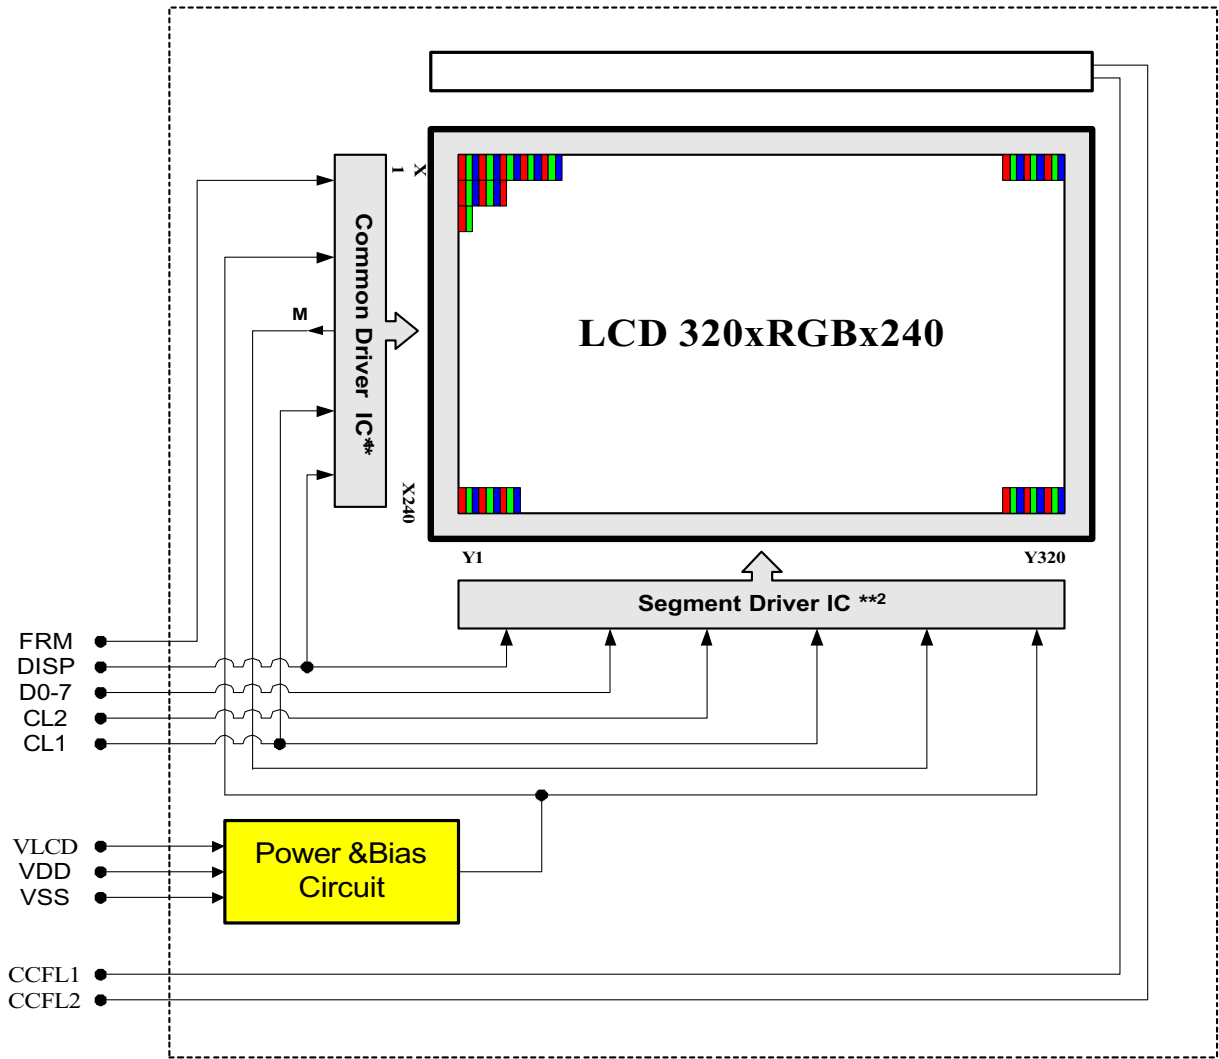 X
1
LCD 320xRGBx240
M
Common Driver IC
X240
Y1
Y320
Segment Driver IC **2
FRM
DISP
D0-7
CL2
CL1
VLCD
VDD
VSS
Power &Bias
Circuit
CCFL1
CCFL2